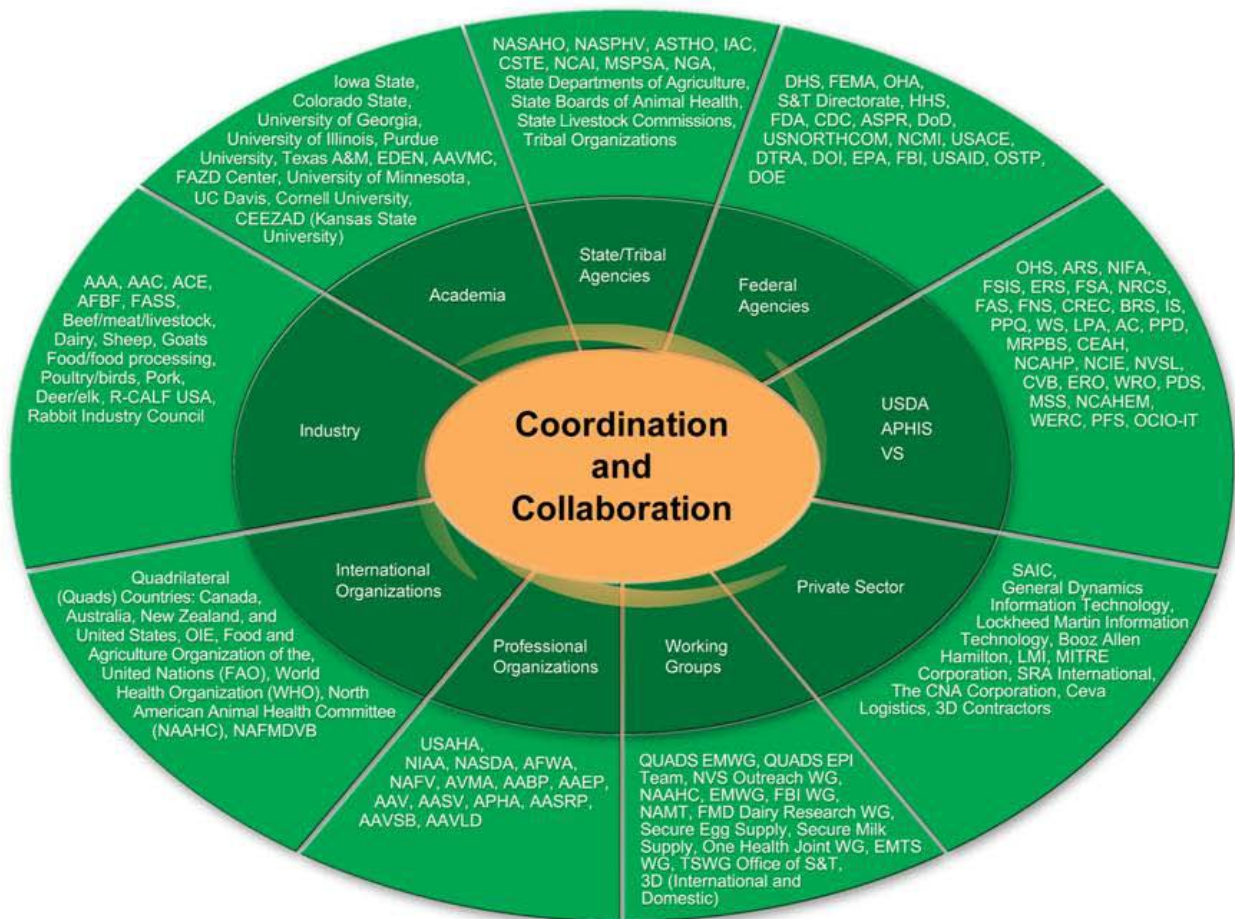 NASAHO, NASPHV, ASTHO, IAC,
CSTE, NCAI, MSPSA, NGA,
State Departments of Agriculture,
State Boards of Animal Health,
State Livestock Commissions,
Tribal Organizations
DHS, FEMA, OHA,
S&T Directorate, HHS,
FDA, CDC, ASPR, DoD,
USNORTHCOM, NCMI, USACE,
DTRA, DOI, EPA, FBI, USAID, OSTP,
DOE
Iowa State,
Colorado State,
University of Georgia,
University of Illinois, Purdue
University, Texas A&M, EDEN, AAVMC,
FAZD Center, University of Minnesota,
UC Davis, Cornell University,
CEEZAD (Kansas State
University)
State/Tribal
Agencies
Federal
Agencies
Academia
AAA, AAC, ACE,
AFBF, FASS,
Beef/meat/livestock,
Dairy, Sheep, Goats
Food/food processing,
Poultry/birds, Pork,
Deer/elk, R-CALF USA,
Rabbit Industry Council
OHS, ARS, NIFA,
FSIS, ERS, FSA, NRCS,
FAS, FNS, CREC, BRS, IS,
PPQ, WS, LPA, AC, PPD,
MRPBS, CEAH,
NCAHP, NCIE, NVSL,
CVB, ERO, WRO, PDS,
MSS, NCAHEM,
WERC, PFS, OCIO-IT
Industry
Coordination
and
Collaboration
USDA
APHIS
VS
International
Organizations
Professional
Organizations
Working
Groups
Private Sector
Quadrilateral
(Quads) Countries: Canada,
Australia, New Zealand, and
United States, OIE, Food and
Agriculture Organization of the,
United Nations (FAO), World
Health Organization (WHO), North
American Animal Health Committee
(NAAHC), NAFMDVB
SAIC,
General Dynamics
Information Technology,
Lockheed Martin Information
Technology, Booz Allen
Hamilton, LMI, MITRE
Corporation, SRA International,
The CNA Corporation, Ceva
Logistics, 3D Contractors
USAHA,
NIAA, NASDA, AFWA,
NAFV, AVMA, AABP, AAEP,
AAV, AASV, APHA, AASRP,
AAVSB, AAVLD
QUADS EMWG, QUADS EPI
Team, NVS Outreach WG,
NAAHC, EMWG, FBI WG,
NAMT, FMD Dairy Research WG,
Secure Egg Supply, Secure Milk
Supply, One Health Joint WG, EMTS
WG, TSWG Office of S&T,
3D (International and
Domestic)